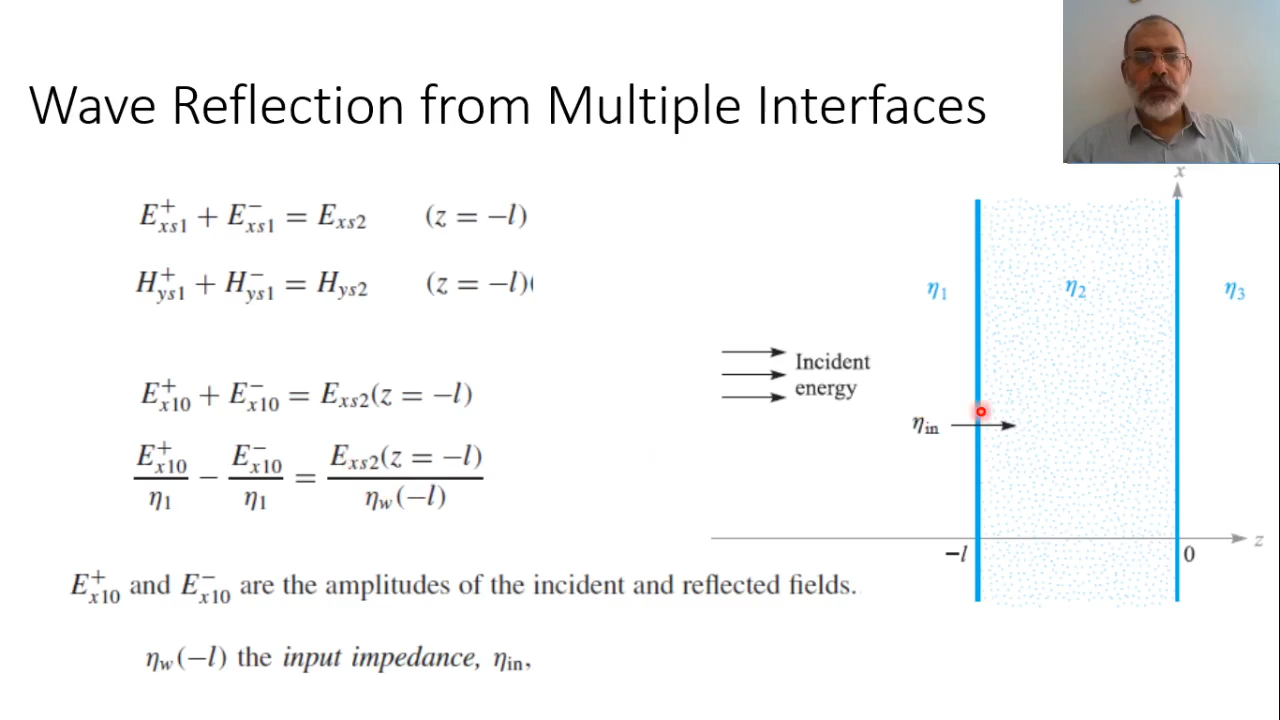 Wave Reflection from Multiple Interfaces
E⁺ₓₛ₁ + E⁻ₓₛ₁ = Eₓₛ₂ (z = −l)
H⁺ᵧₛ₁ + H⁻ᵧₛ₁ = Hᵧₛ₂ (z = −l)(
E⁺ₓ₁₀ + E⁻ₓ₁₀ = Eₓₛ₂(z = −l)
E⁺ₓ₁₀/η₁ − E⁻ₓ₁₀/η₁ = Eₓₛ₂(z = −l)/η_w(−l)
E⁺ₓ₁₀ and E⁻ₓ₁₀ are the amplitudes of the incident and reflected fields.
η_w(−l) the input impedance, η_in,
x
η₁
η₂
η₃
Incident
energy
η_in
−l
0
z